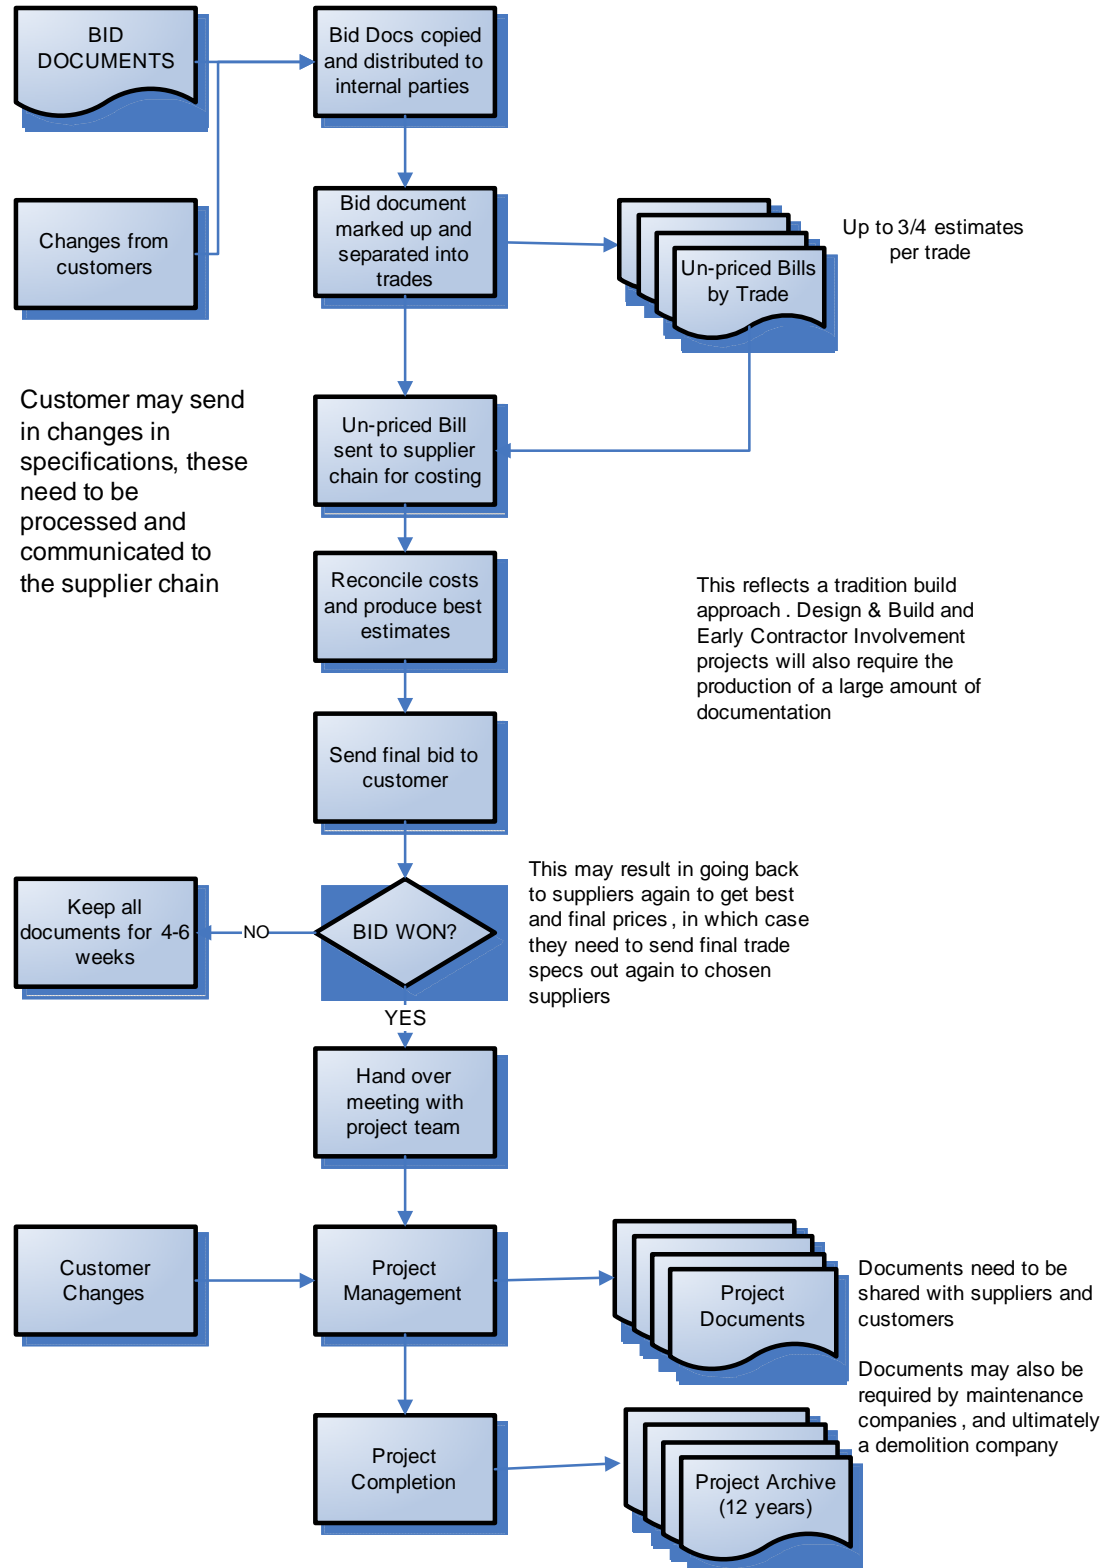 BID
DOCUMENTS
Bid Docs copied
and distributed to
internal parties
Changes from
customers
Bid document
marked up and
separated into
trades
Un-priced Bills
by Trade
Up to 3/4 estimates
per trade
Customer may send
in changes in
specifications, these
need to be
processed and
communicated to
the supplier chain
Un-priced Bill
sent to supplier
chain for costing
Reconcile costs
and produce best
estimates
This reflects a tradition build
approach . Design & Build and
Early Contractor Involvement
projects will also require the
production of a large amount of
documentation
Send final bid to
customer
Keep all
documents for 4-6
weeks
NO
BID WON?
This may result in going back
to suppliers again to get best
and final prices , in which case
they need to send final trade
specs out again to chosen
suppliers
YES
Hand over
meeting with
project team
Customer
Changes
Project
Management
Project
Documents
Documents need to be
shared with suppliers and
customers
Documents may also be
required by maintenance
companies , and ultimately
a demolition company
Project
Completion
Project Archive
(12 years)